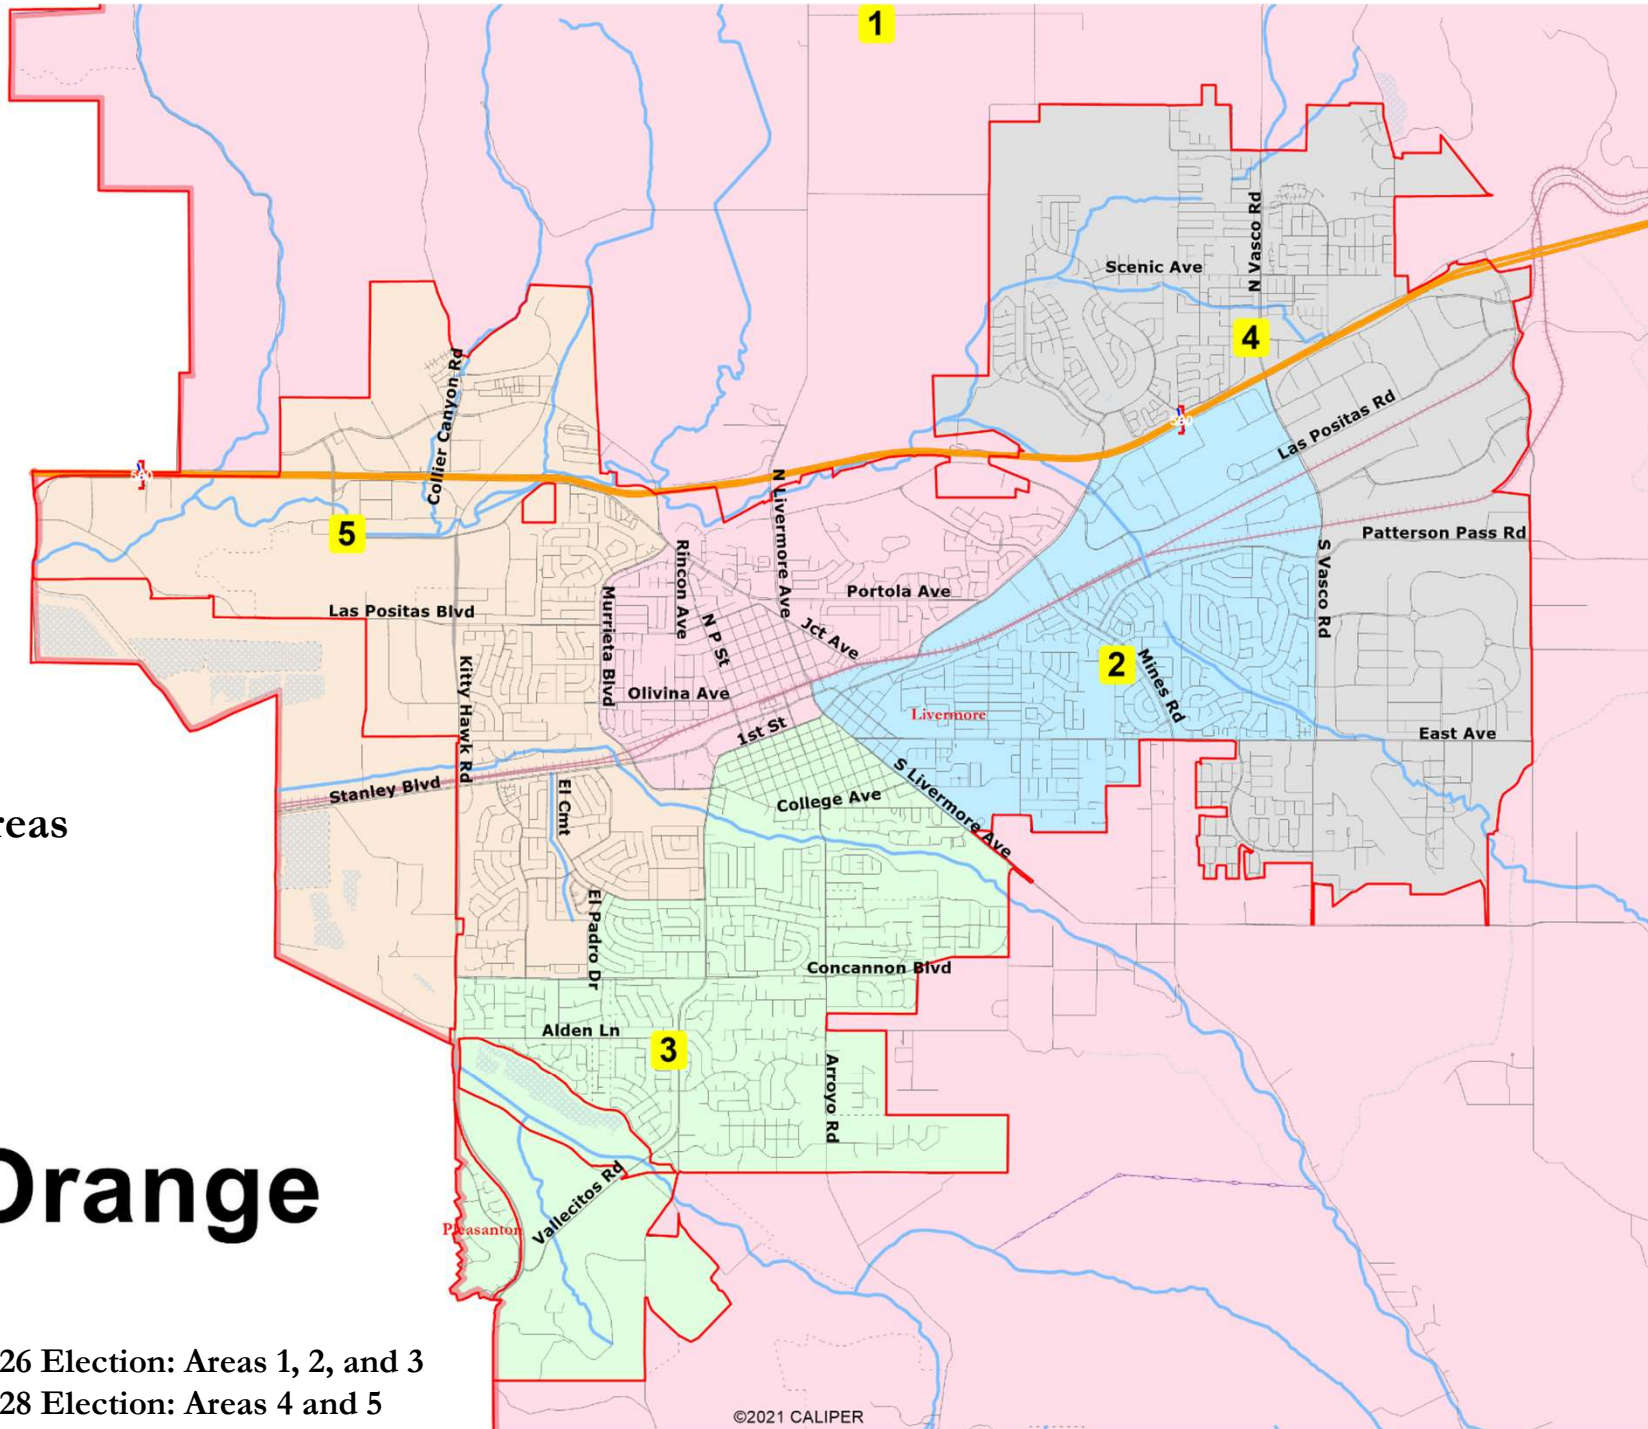 1
Scenic Ave
N Vasco Rd
4
Collier Canyon Rd
Las Positas Rd
5
N Livermore Ave
Patterson Pass Rd
Rincon Ave
S Vasco Rd
Murrieta Blvd
Portola Ave
Las Positas Blvd
N P St
Jct Ave
2
Mines Rd
Kitty Hawk Rd
Olivina Ave
Livermore
1st St
East Ave
S Livermore Ave
Stanley Blvd
El Cmt
College Ave
reas
El Padro Dr
Concannon Blvd
Alden Ln
3
Arroyo Rd
Orange
Vallecitos Rd
Pleasanton
26 Election: Areas 1, 2, and 3
28 Election: Areas 4 and 5
©2021 CALIPER